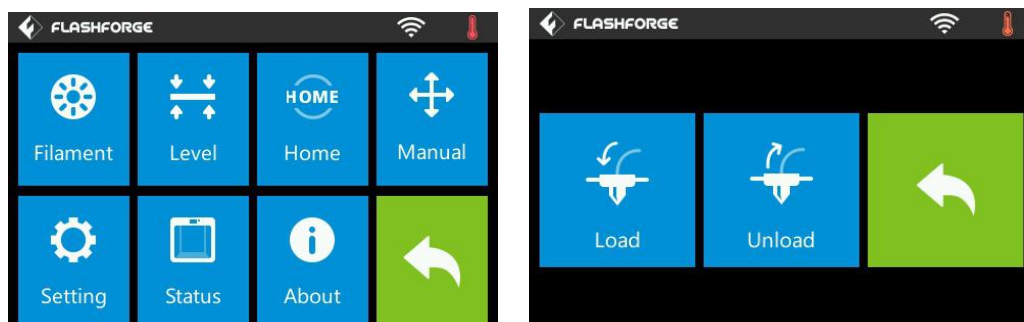 FLASHFORGE
Filament Level HOME Home Manual
Setting Status About
FLASHFORGE
Load Unload